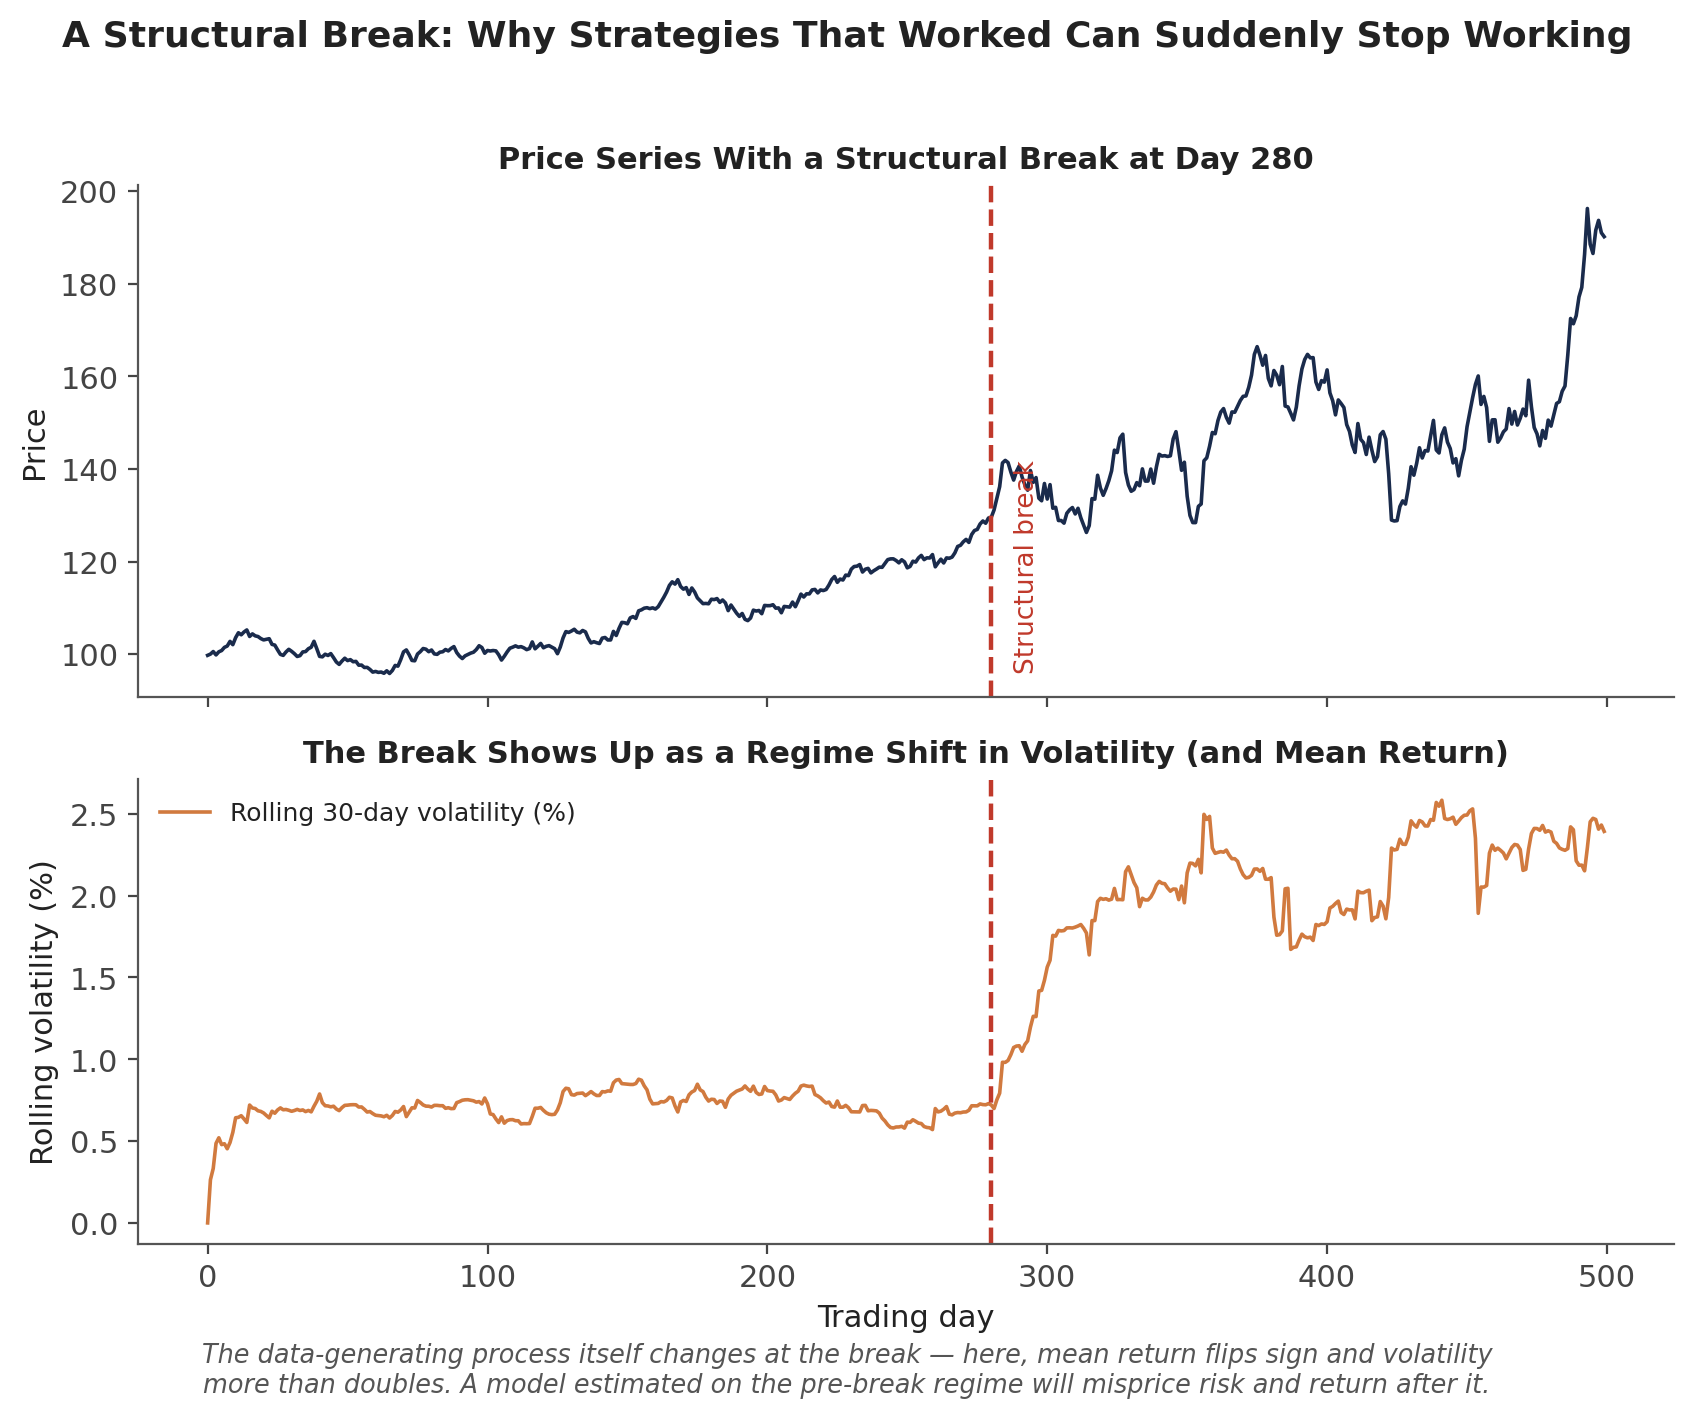 A Structural Break: Why Strategies That Worked Can Suddenly Stop Working
Price Series With a Structural Break at Day 280
200
180
160
140
120
100
Price
Structural break
The Break Shows Up as a Regime Shift in Volatility (and Mean Return)
Rolling 30-day volatility (%)
2.5
2.0
1.5
1.0
0.5
0.0
Rolling volatility (%)
0
100
200
300
400
500
Trading day
The data-generating process itself changes at the break — here, mean return flips sign and volatility
more than doubles. A model estimated on the pre-break regime will misprice risk and return after it.